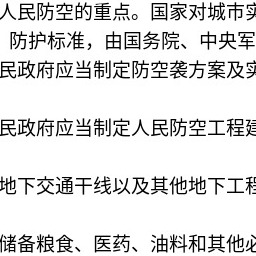 人民防空的重点。国家对城市实
防护标准，由国务院、中央军
民政府应当制定防空袭方案及实
民政府应当制定人民防空工程建
地下交通干线以及其他地下工程
储备粮食、医药、油料和其他必